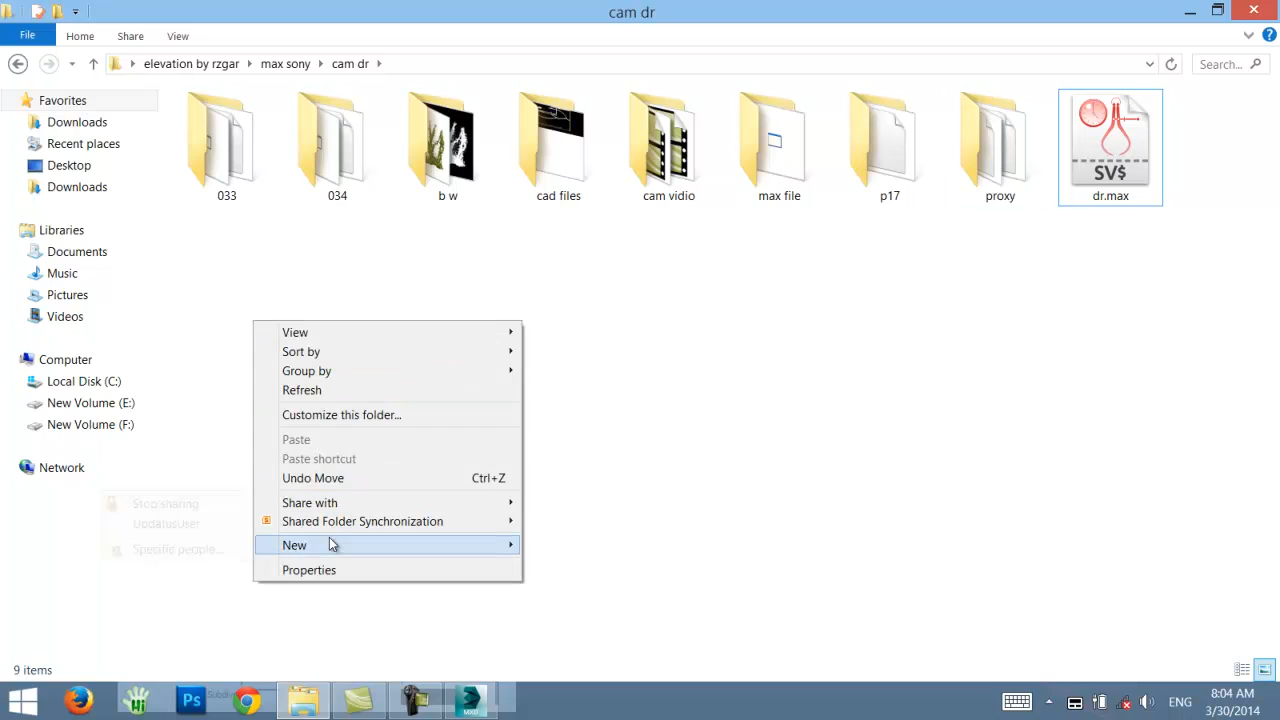 cam dr
File
Home
Share
View
elevation by rzgar
max sony
cam dr
Search...
Favorites
Downloads
Recent places
Desktop
Downloads
Libraries
Documents
Music
Pictures
Videos
Computer
Local Disk (C:)
New Volume (E:)
New Volume (F:)
Network
033
034
b w
cad files
cam vidio
max file
p17
proxy
SV$
dr.max
View
Sort by
Group by
Refresh
Customize this folder...
Paste
Paste shortcut
Undo Move Ctrl+Z
Share with
Shared Folder Synchronization
New
Properties
Stop sharing
UpdatusUser
Specific people...
9 items
Ps
MXD
ENG
8:04 AM
3/30/2014